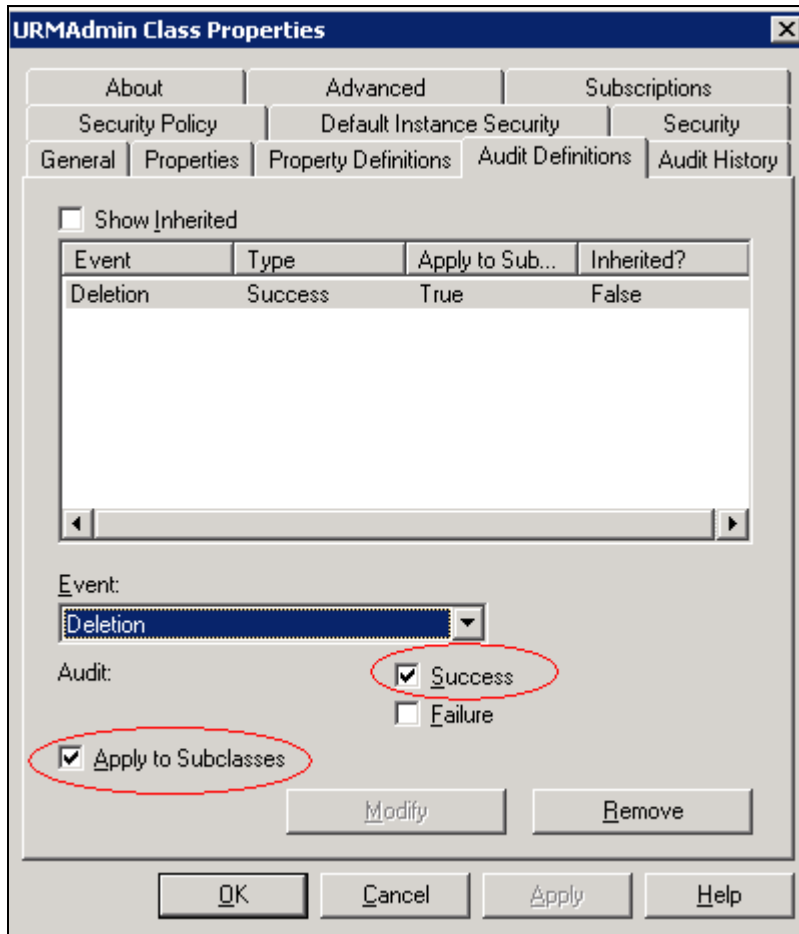 URMAdmin Class Properties
About Advanced Subscriptions
Security Policy Default Instance Security Security
General Properties Property Definitions Audit Definitions Audit History
Show Inherited
Event Type Apply to Sub... Inherited?
Deletion Success True False
Event:
Deletion
Audit: Success
Failure
Apply to Subclasses
Modify Remove
OK Cancel Apply Help